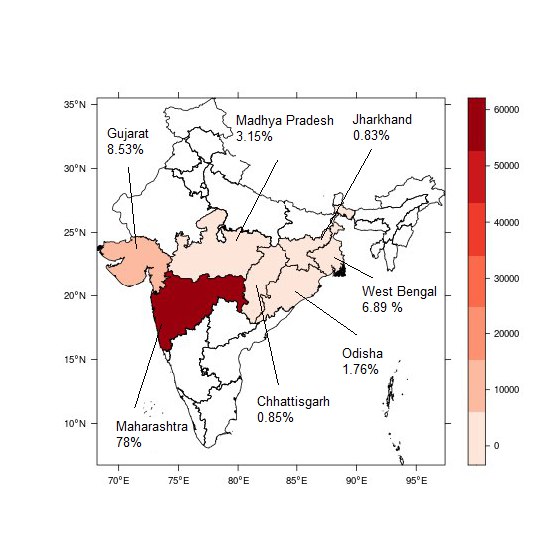 35°N
30°N
25°N
20°N
15°N
10°N
Gujarat
8.53%
Madhya Pradesh
3.15%
Jharkhand
0.83%
West Bengal
6.89 %
Odisha
1.76%
Chhattisgarh
0.85%
Maharashtra
78%
70°E 75°E 80°E 85°E 90°E 95°E
60000
50000
40000
30000
20000
10000
0